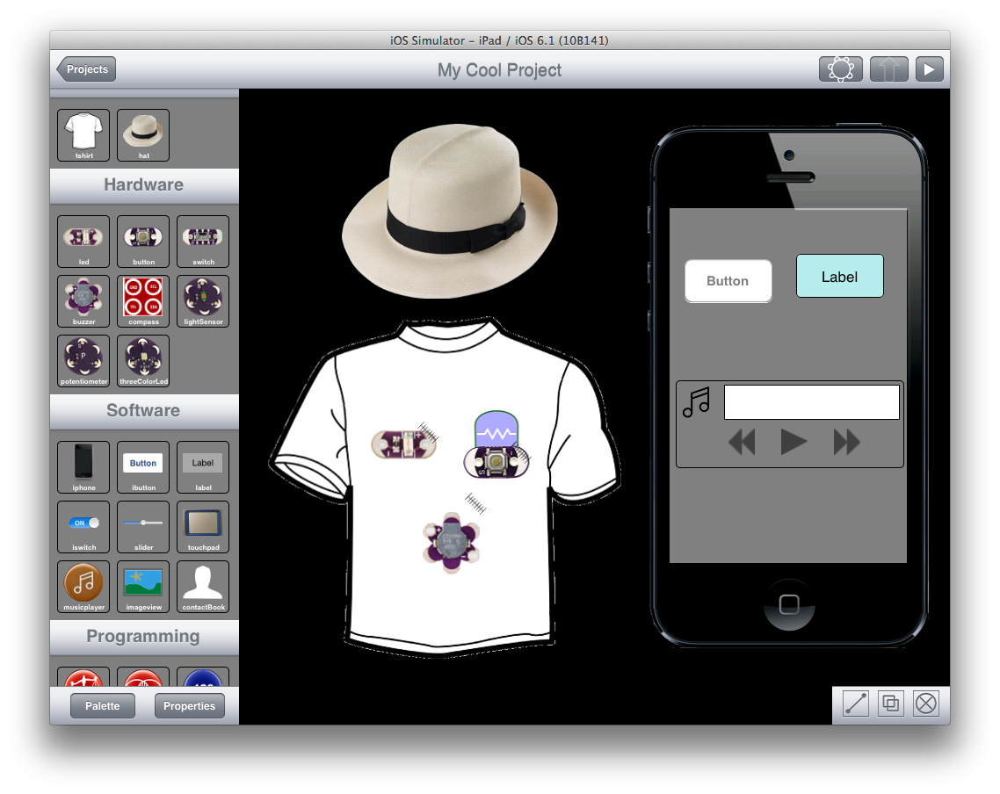 iOS Simulator – iPad / iOS 6.1 (10B141)
Projects
My Cool Project
tshirt
hat
Hardware
led
button
switch
buzzer
compass
lightSensor
potentiometer
threeColorLed
Software
Button
Label
iphone
ibutton
label
ON
iswitch
slider
touchpad
musicplayer
imageview
contactBook
Programming
Palette
Properties
Button
Label